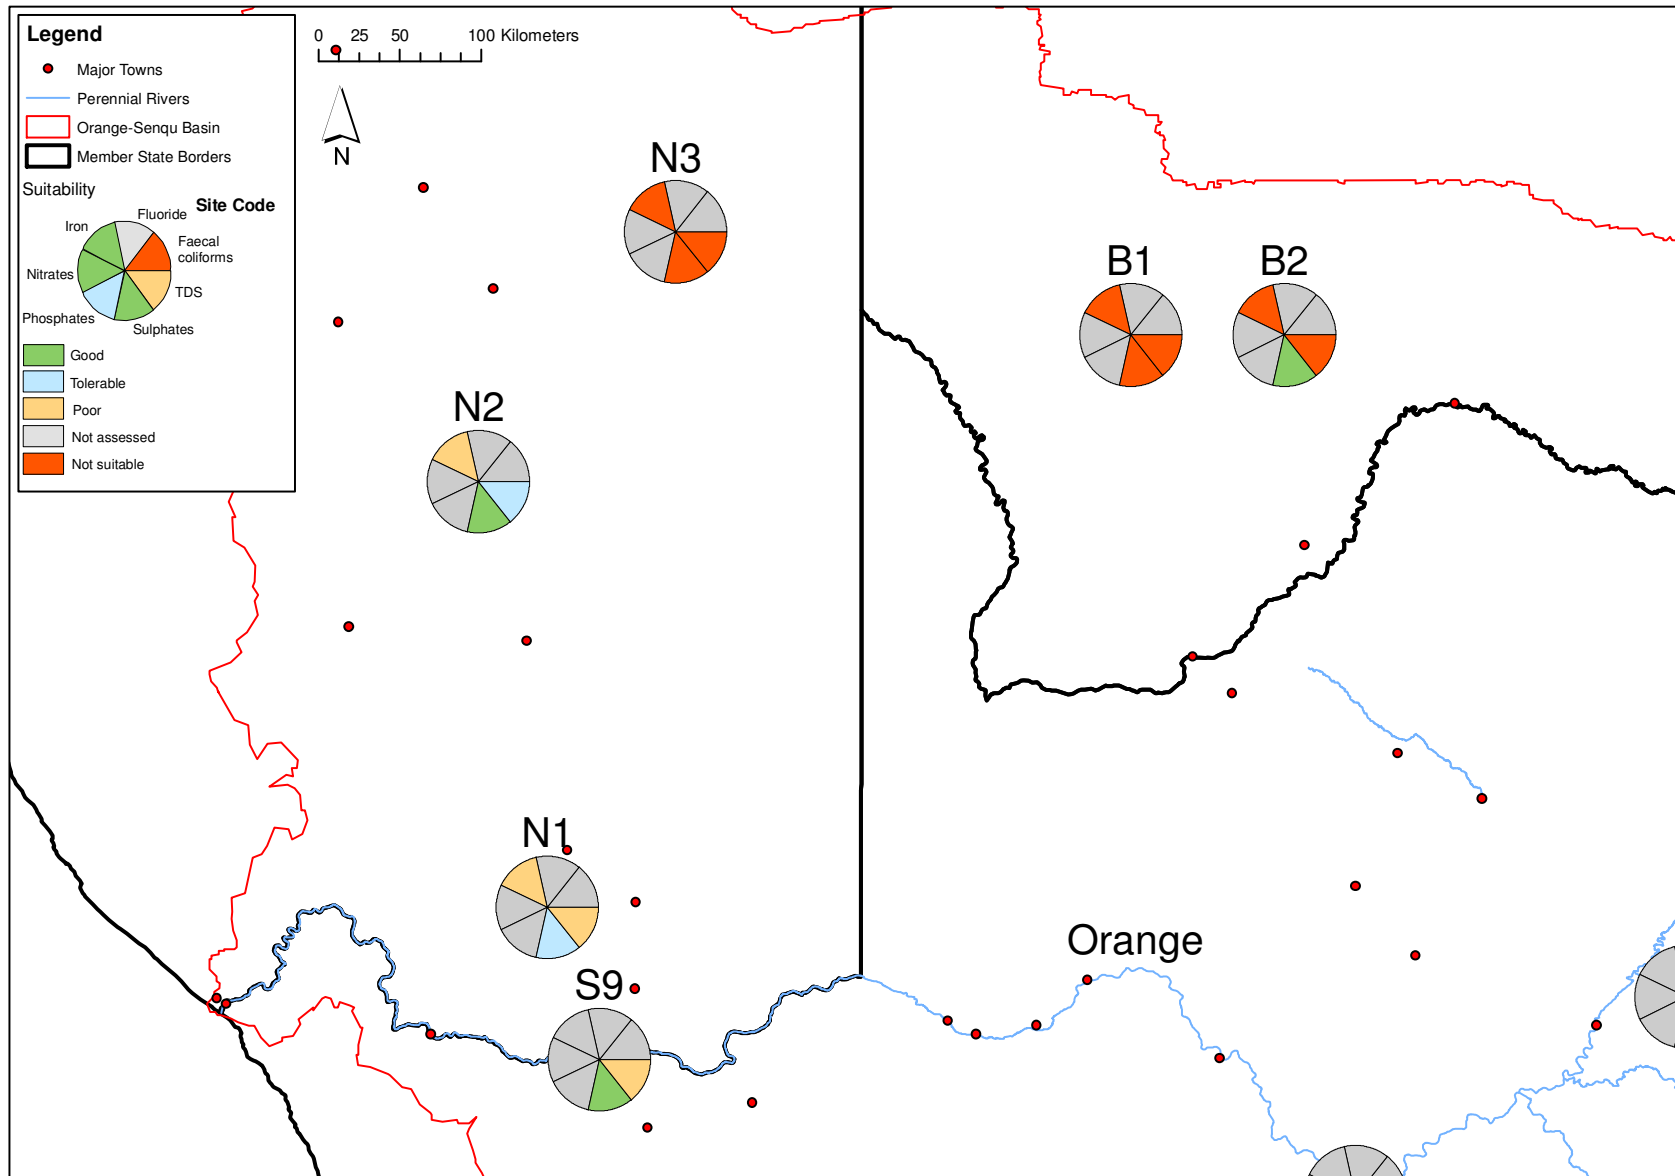 Legend
Major Towns
Perennial Rivers
Orange-Senqu Basin
Member State Borders
Suitability
Site Code
Fluoride
Iron
Faecal
coliforms
Nitrates
TDS
Phosphates
Sulphates
Good
Tolerable
Poor
Not assessed
Not suitable
0 25 50 100 Kilometers
N
N3
B1 B2
N2
N1
Orange
S9